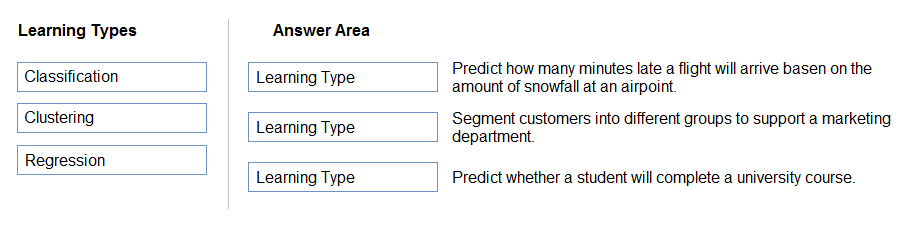 Learning Types
Answer Area
Classification
Clustering
Regression
Learning Type
Predict how many minutes late a flight will arrive basen on the
amount of snowfall at an airpoint.
Learning Type
Segment customers into different groups to support a marketing
department.
Learning Type
Predict whether a student will complete a university course.